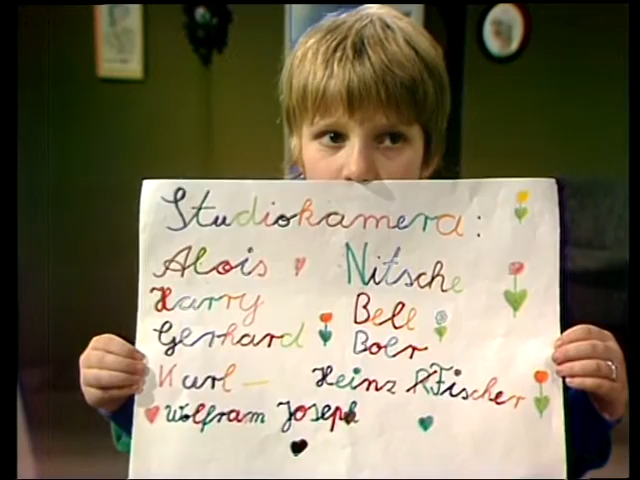 Studiokamera:
Alois Nitsche
Harry Bell
Gerhard Boer
Karl - Heinz Fischer
Wolfram Joseph